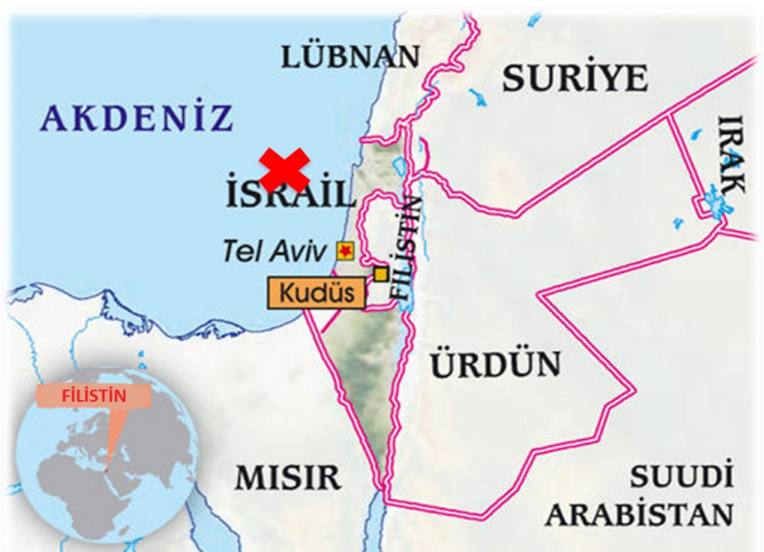 LÜBNAN
SURİYE
AKDENİZ
IRAK
İSRAİL
FİLİSTİN
Tel Aviv
Kudüs
ÜRDÜN
FİLİSTİN
MISIR
SUUDİ
ARABİSTAN